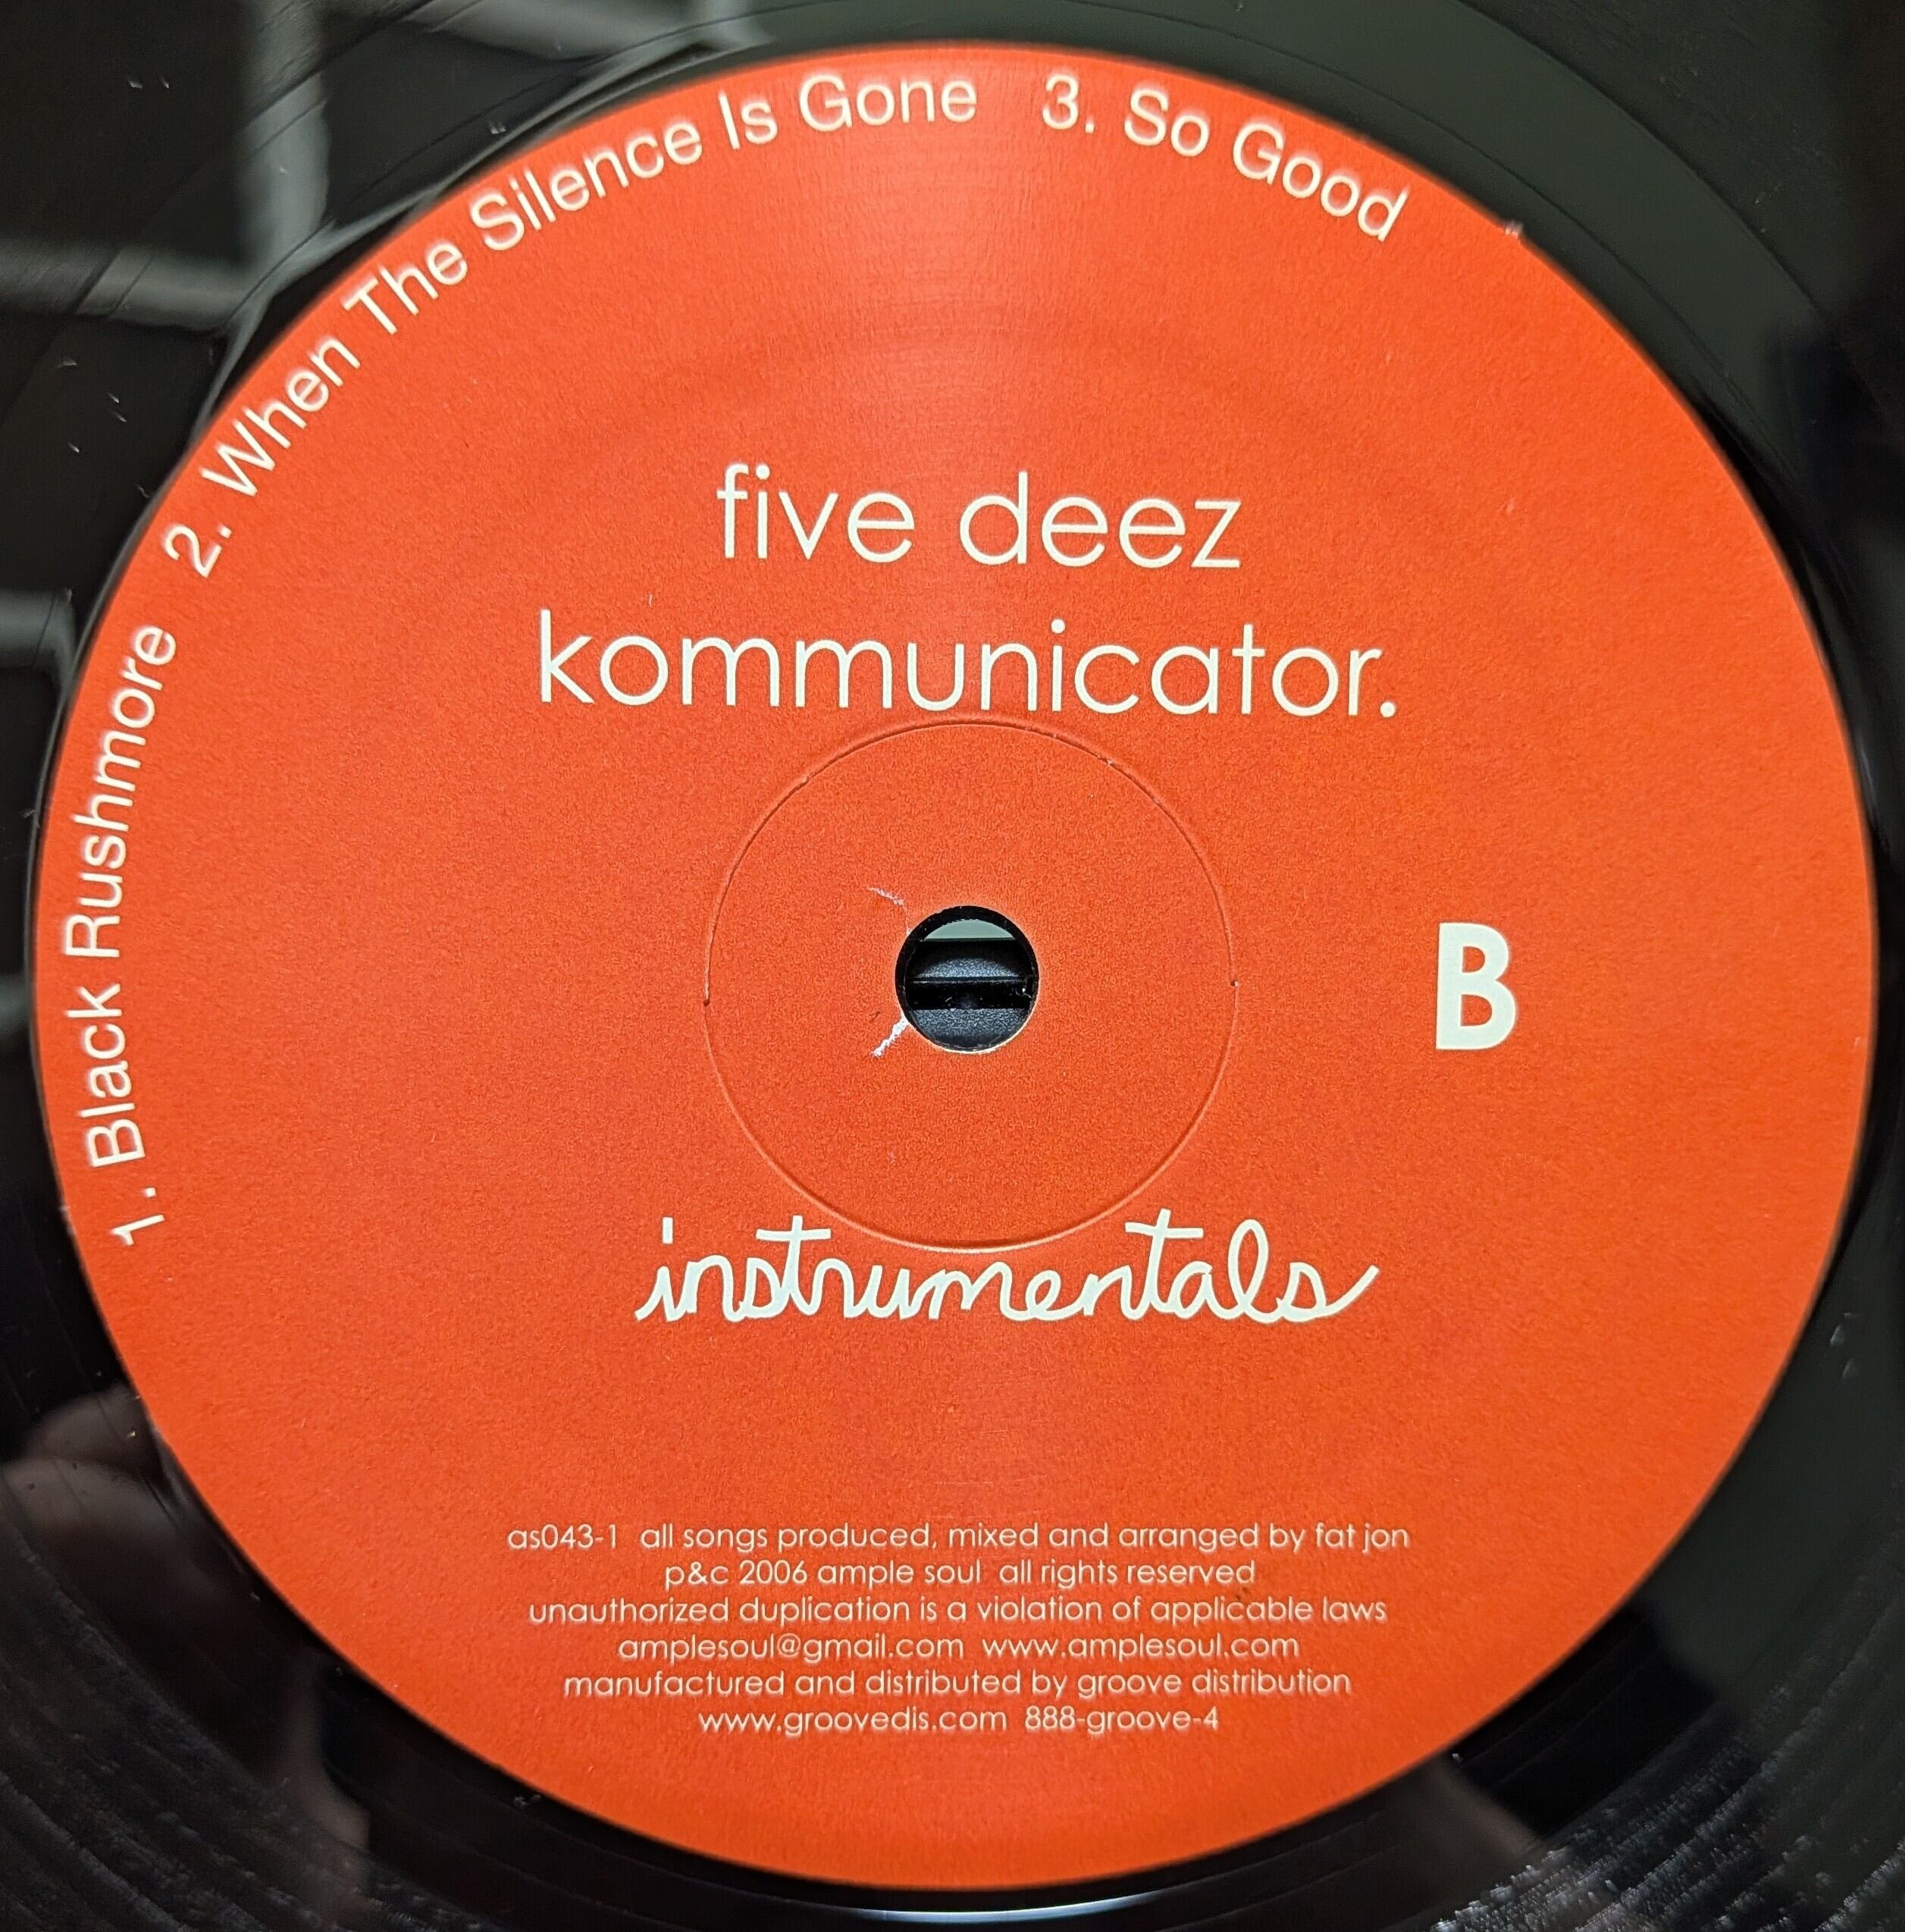 1. Black Rushmore 2. When The Silence Is Gone 3. So Good
five deez
kommunicator.
B
instrumentals
as043-1 all songs produced, mixed and arranged by fat jon
p&c 2006 ample soul all rights reserved
unauthorized duplication is a violation of applicable laws
amplesoul@gmail.com www.amplesoul.com
manufactured and distributed by groove distribution
www.groovedis.com 888-groove-4